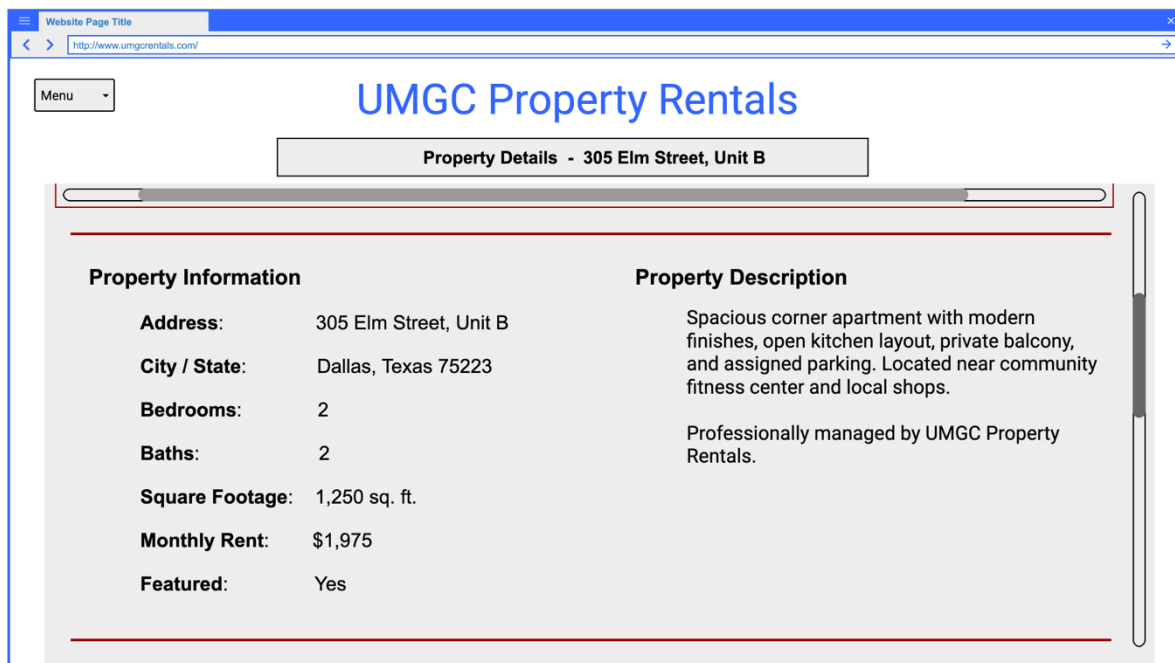 Website Page Title
http://www.umgcrentals.com/
Menu
UMGC Property Rentals
Property Details - 305 Elm Street, Unit B
Property Information
Address: 305 Elm Street, Unit B
City / State: Dallas, Texas 75223
Bedrooms: 2
Baths: 2
Square Footage: 1,250 sq. ft.
Monthly Rent: $1,975
Featured: Yes
Property Description
Spacious corner apartment with modern
finishes, open kitchen layout, private balcony,
and assigned parking. Located near community
fitness center and local shops.
Professionally managed by UMGC Property
Rentals.